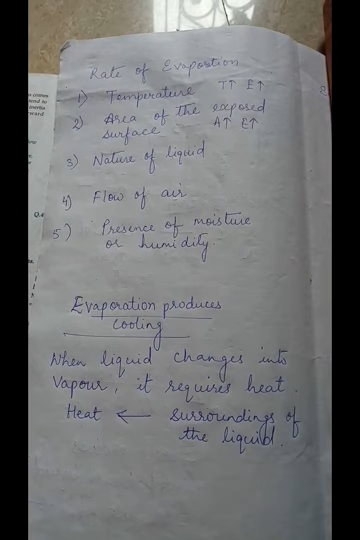 Rate of Evaportion
1) Temperature T↑ E↑
2) Area of the exposed
surface A↑ E↑
3) Nature of liquid
4) Flow of air
5) Presence of moisture
or humidity
Evaporation produces
cooling
When liquid changes into
Vapour, it requires heat.
Heat ← Surroundings of
the liquid.